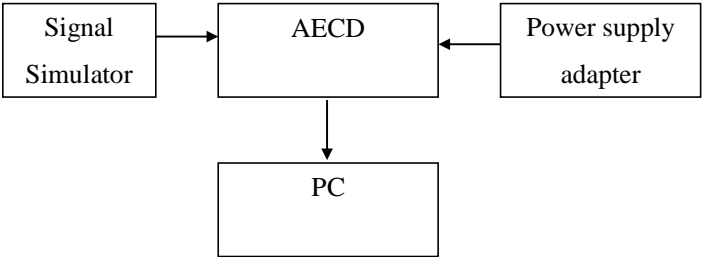 Signal
Simulator
AECD
Power supply
adapter
PC